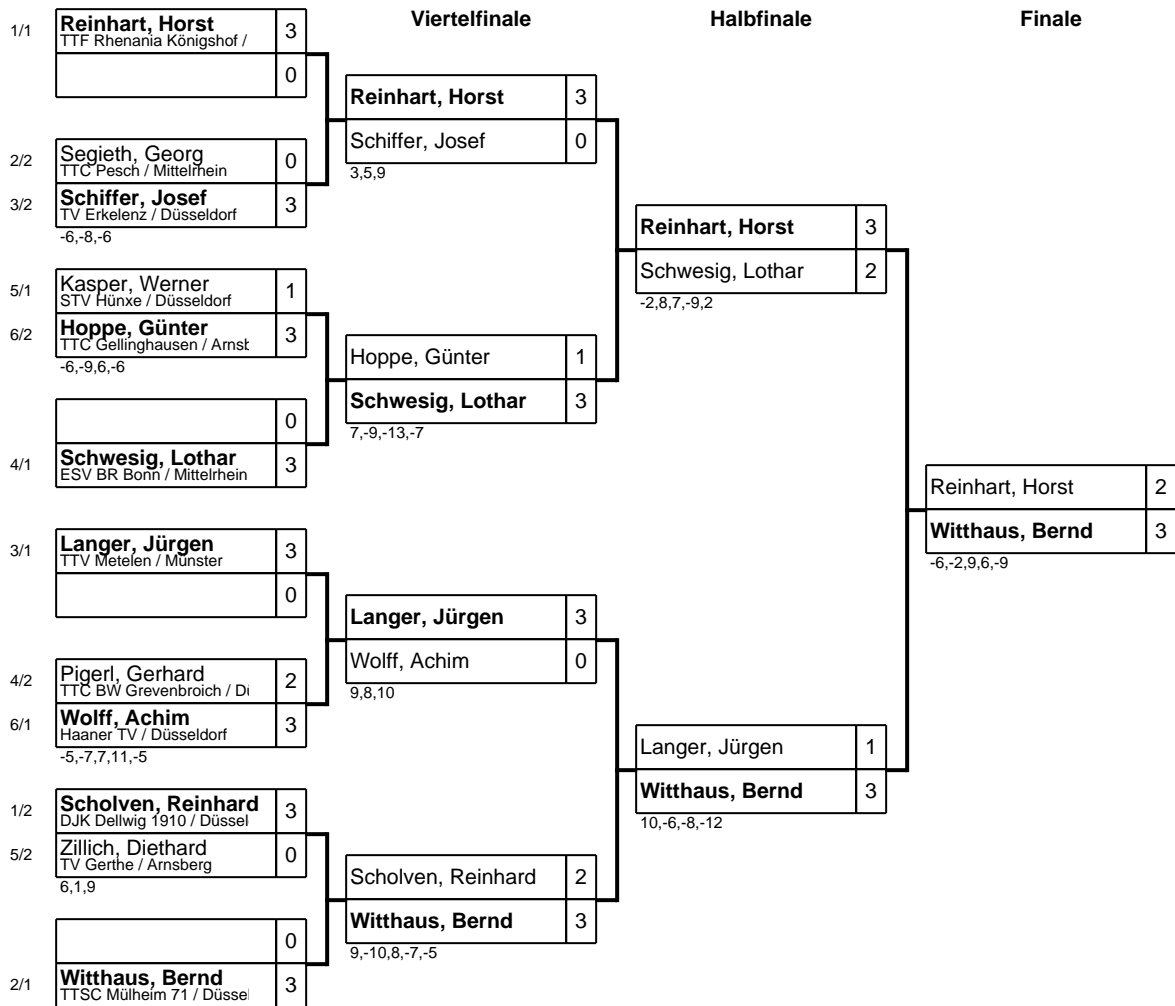 Viertelfinale
Halbfinale
Finale
1/1 Reinhart, Horst 3
TTF Rhenania Königshof /
0
2/2 Segieth, Georg 0
TTC Pesch / Mittelrhein
3/2 Schiffer, Josef 3
TV Erkelenz / Düsseldorf
-6,-8,-6
5/1 Kasper, Werner 1
STV Hünxe / Düsseldorf
6/2 Hoppe, Günter 3
TTC Gellinghausen / Arnsb
-6,-9,6,-6
0
4/1 Schwesig, Lothar 3
ESV BR Bonn / Mittelrhein
3/1 Langer, Jürgen 3
TTV Metelen / Münster
0
4/2 Pigerl, Gerhard 2
TTC BW Grevenbroich / Dü
6/1 Wolff, Achim 3
Haaner TV / Düsseldorf
-5,-7,7,11,-5
1/2 Scholven, Reinhard 3
DJK Dellwig 1910 / Düssel
5/2 Zillich, Diethard 0
TV Gerthe / Arnsberg
6,1,9
0
2/1 Witthaus, Bernd 3
TTSC Mülheim 71 / Düssel
Reinhart, Horst 3
Schiffer, Josef 0
3,5,9
Hoppe, Günter 1
Schwesig, Lothar 3
7,-9,-13,-7
Langer, Jürgen 3
Wolff, Achim 0
9,8,10
Scholven, Reinhard 2
Witthaus, Bernd 3
9,-10,8,-7,-5
Reinhart, Horst 3
Schwesig, Lothar 2
-2,8,7,-9,2
Langer, Jürgen 1
Witthaus, Bernd 3
10,-6,-8,-12
Reinhart, Horst 2
Witthaus, Bernd 3
-6,-2,9,6,-9